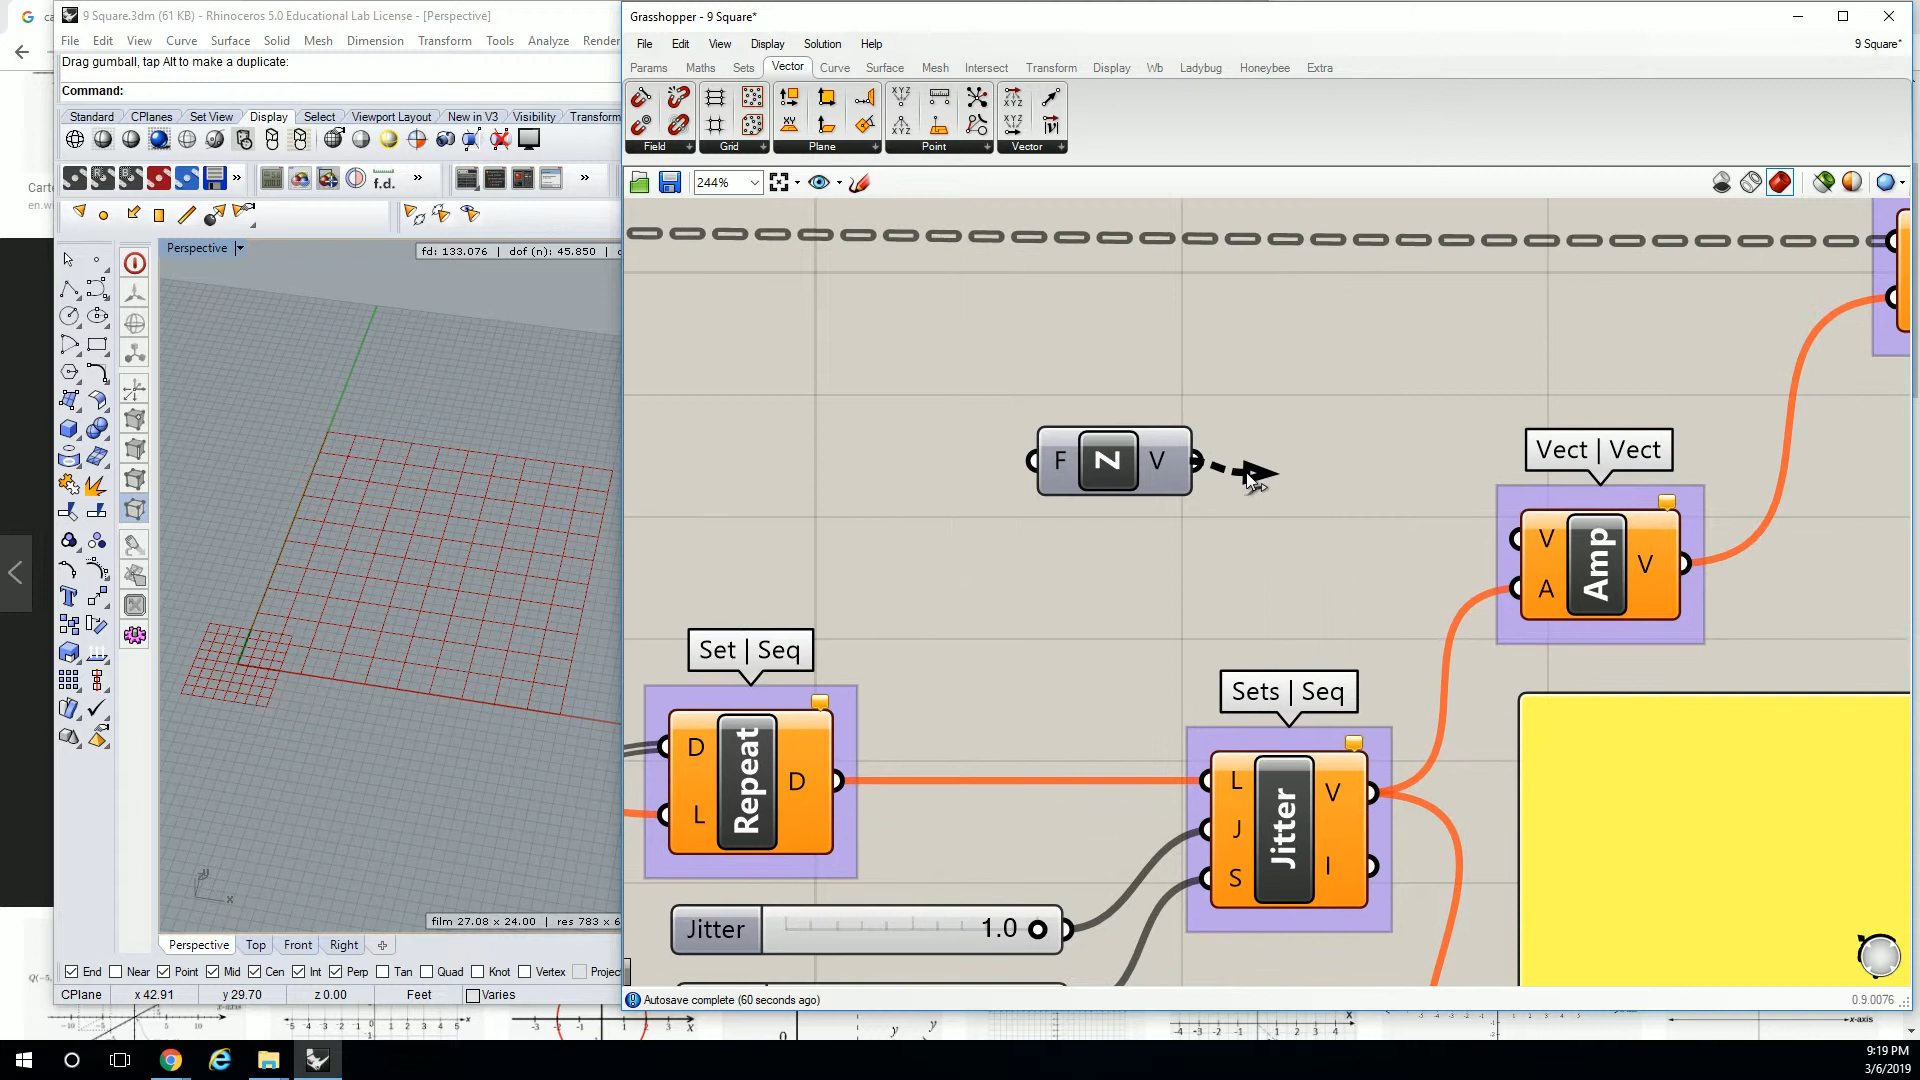 9 Square.3dm (61 KB) - Rhinoceros 5.0 Educational Lab License - [Perspective]
File Edit View Curve Surface Solid Mesh Dimension Transform Tools Analyze Render
Drag gumball, tap Alt to make a duplicate:
Command:
Standard CPlanes Set View Display Select Viewport Layout New in V3 Visibility Transform
f.d.
Perspective
fd: 133.076 | dof (n): 45.850 |
x
film 27.08 x 24.00 | res 783 x 6
Perspective Top Front Right
End Near Point Mid Cen Int Perp Tan Quad Knot Vertex Project
CPlane x 42.91 y 29.70 z 0.00 Feet Varies
Grasshopper - 9 Square*
File Edit View Display Solution Help
9 Square*
Params Maths Sets Vector Curve Surface Mesh Intersect Transform Display Wb Ladybug Honeybee Extra
Field Grid Plane Point Vector
244%
F Z V
Vect | Vect
V
A
Amp
V
Set | Seq
D
L
Repeat
D
Sets | Seq
L
J
S
Jitter
V
I
Jitter 1.0
Autosave complete (60 seconds ago)
0.9.0076
Carte
en.wi
9:19 PM
3/6/2019